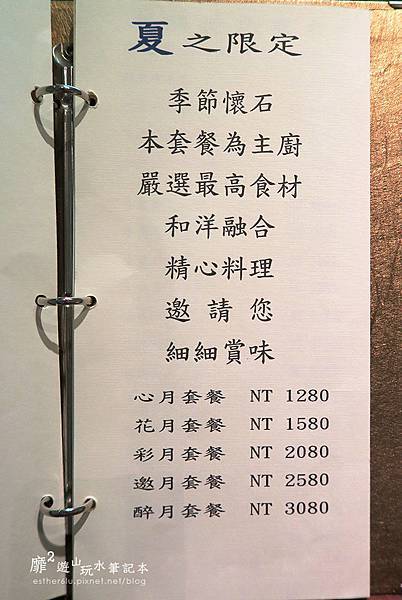 夏之限定
季節懷石
本套餐為主廚
嚴選最高食材
和洋融合
精心料理
邀請您
細細賞味
心月套餐 NT 1280
花月套餐 NT 1580
彩月套餐 NT 2080
邀月套餐 NT 2580
醉月套餐 NT 3080
靡2遊山玩水筆記本
esther6lu.pixnet.net/blog